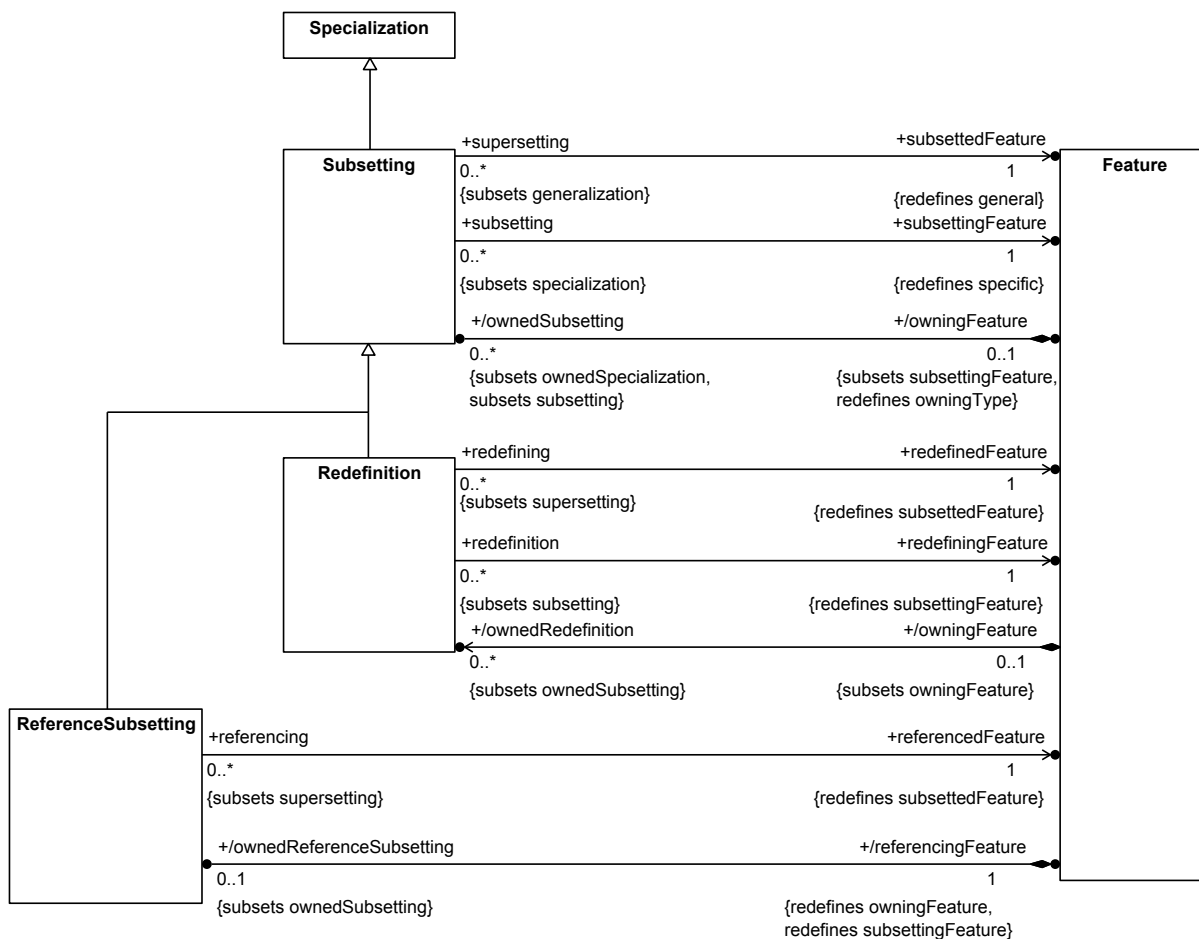 Specialization
+supersetting
+subsettedFeature
Subsetting
Feature
0..*
1
{subsets generalization}
{redefines general}
+subsetting
+subsettingFeature
0..*
1
{subsets specialization}
{redefines specific}
+/ownedSubsetting
+/owningFeature
0..*
0..1
{subsets ownedSpecialization,
subsets subsetting}
{subsets subsettingFeature,
redefines owningType}
+redefining
+redefinedFeature
Redefinition
0..*
1
{subsets supersetting}
{redefines subsettedFeature}
+redefinition
+redefiningFeature
0..*
1
{subsets subsetting}
{redefines subsettingFeature}
+/ownedRedefinition
+/owningFeature
0..*
0..1
{subsets ownedSubsetting}
{subsets owningFeature}
ReferenceSubsetting
+referencing
+referencedFeature
0..*
1
{subsets supersetting}
{redefines subsettedFeature}
+/ownedReferenceSubsetting
+/referencingFeature
0..1
1
{subsets ownedSubsetting}
{redefines owningFeature,
redefines subsettingFeature}